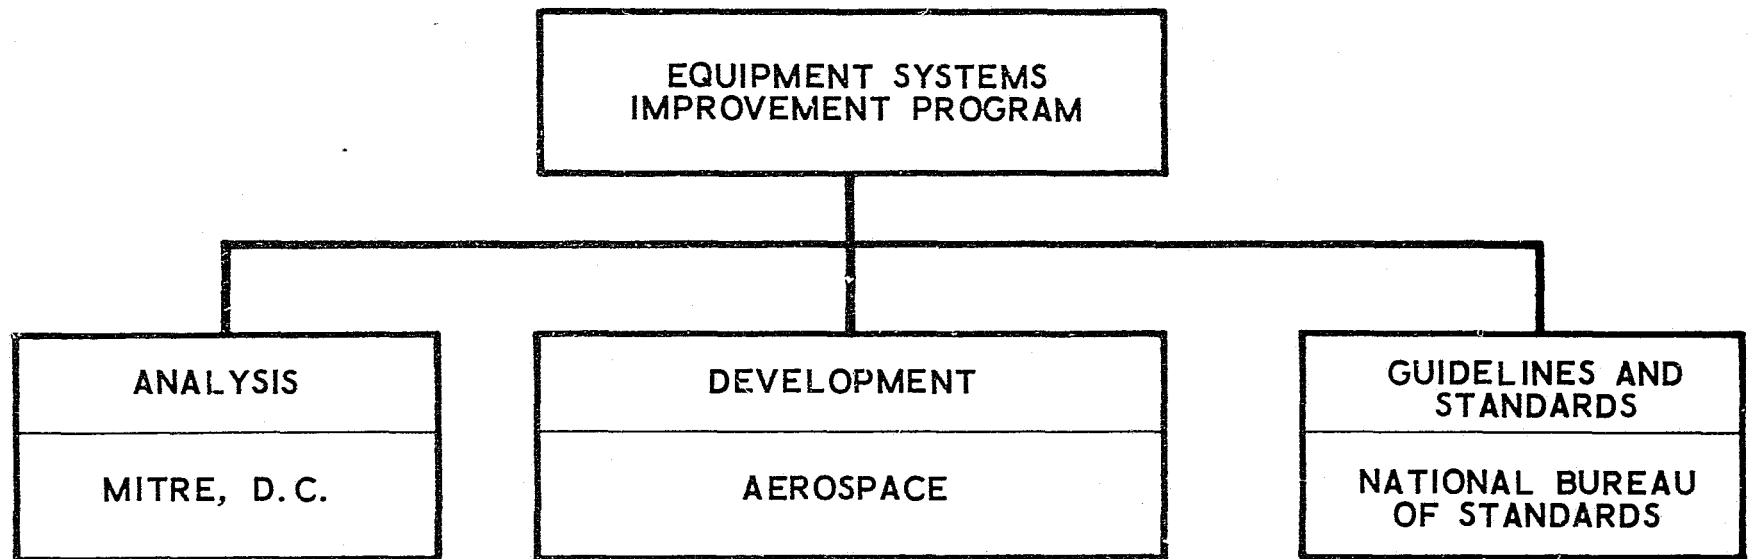 EQUIPMENT SYSTEMS
IMPROVEMENT PROGRAM
ANALYSIS
MITRE, D.C.
DEVELOPMENT
AEROSPACE
GUIDELINES AND
STANDARDS
NATIONAL BUREAU
OF STANDARDS